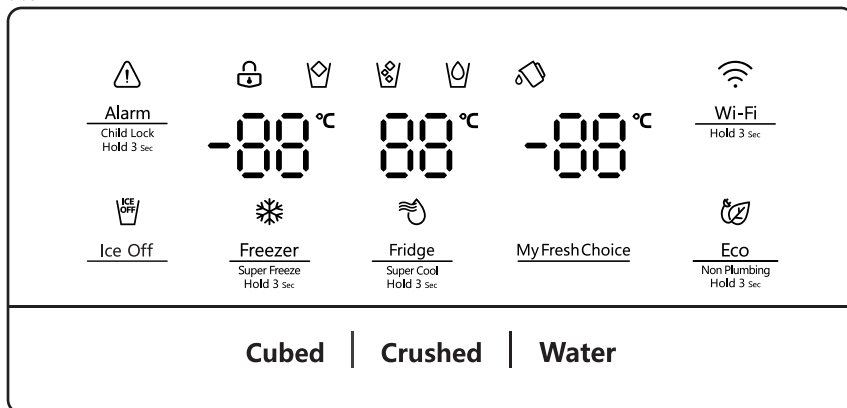 Alarm
Child Lock
Hold 3 Sec
-88 °C
88 °C
-88 °C
Wi-Fi
Hold 3 Sec
ICE OFF
Ice Off
Freezer
Super Freeze
Hold 3 Sec
Fridge
Super Cool
Hold 3 Sec
My Fresh Choice
Eco
Non Plumbing
Hold 3 Sec
Cubed | Crushed | Water